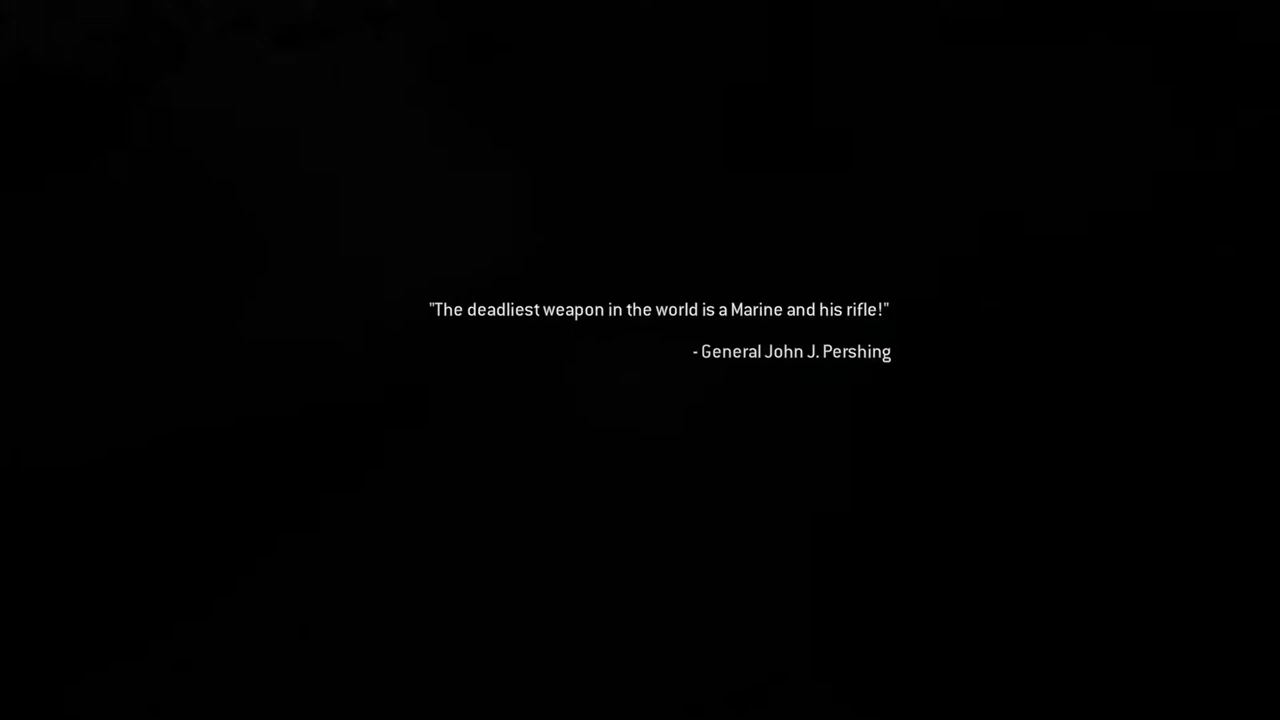 "The deadliest weapon in the world is a Marine and his rifle!"
- General John J. Pershing